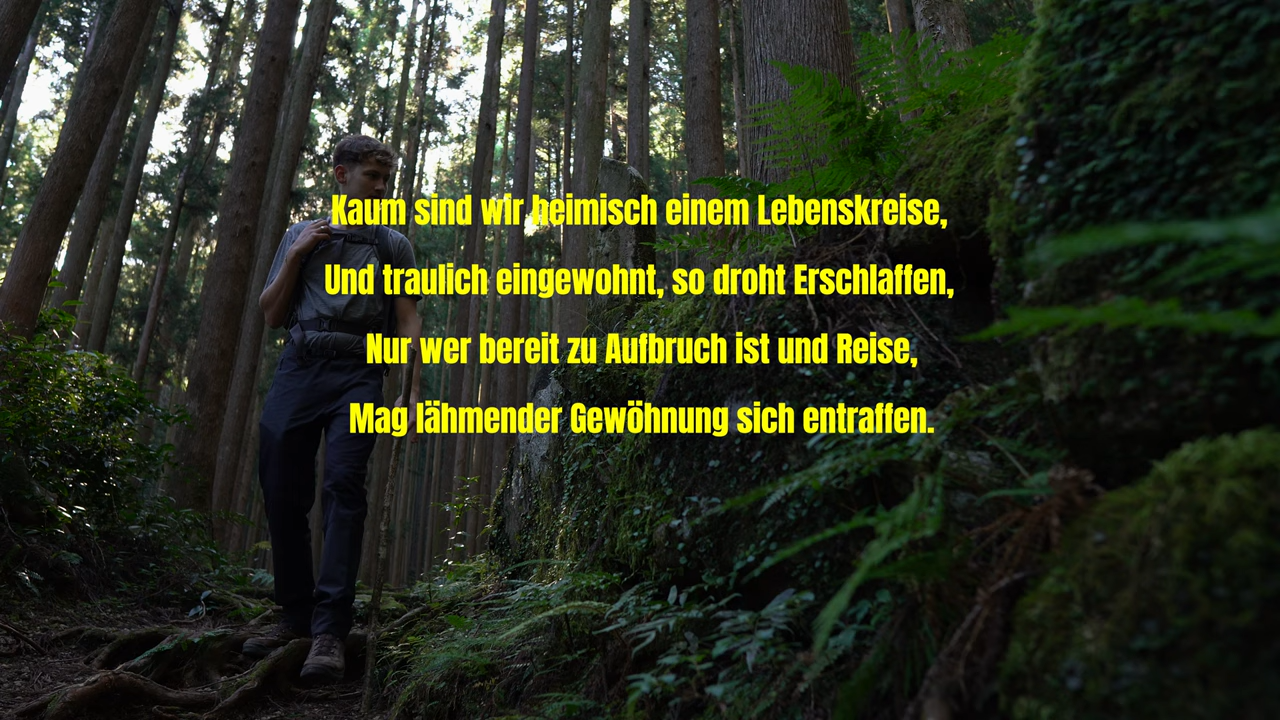 Kaum sind wir heimisch einem Lebenskreise,
Und traulich eingewohnt, so droht Erschlaffen,
Nur wer bereit zu Aufbruch ist und Reise,
Mag lähmender Gewöhnung sich entraffen.